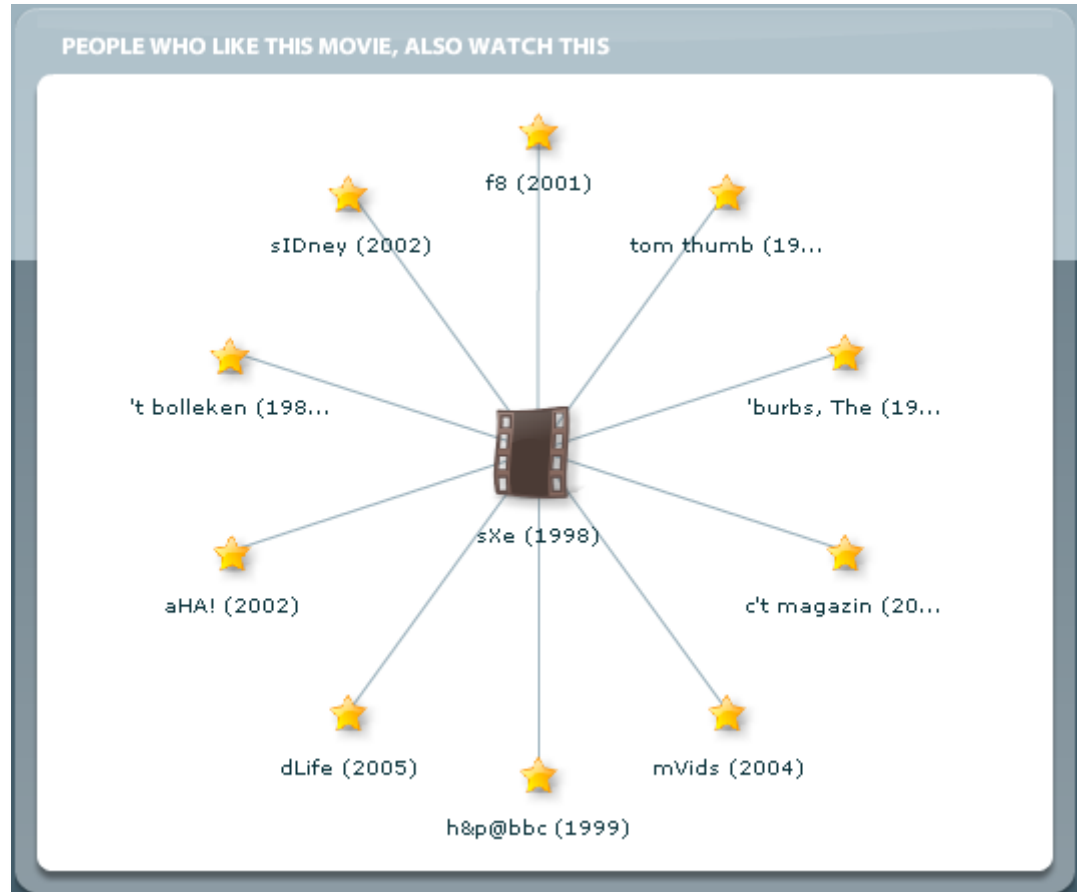 PEOPLE WHO LIKE THIS MOVIE, ALSO WATCH THIS
f8 (2001)
sIDney (2002)
tom thumb (19...
't bolleken (198...
'burbs, The (19...
sXe (1998)
aHA! (2002)
c't magazin (20...
dLife (2005)
mVids (2004)
h&p@bbc (1999)